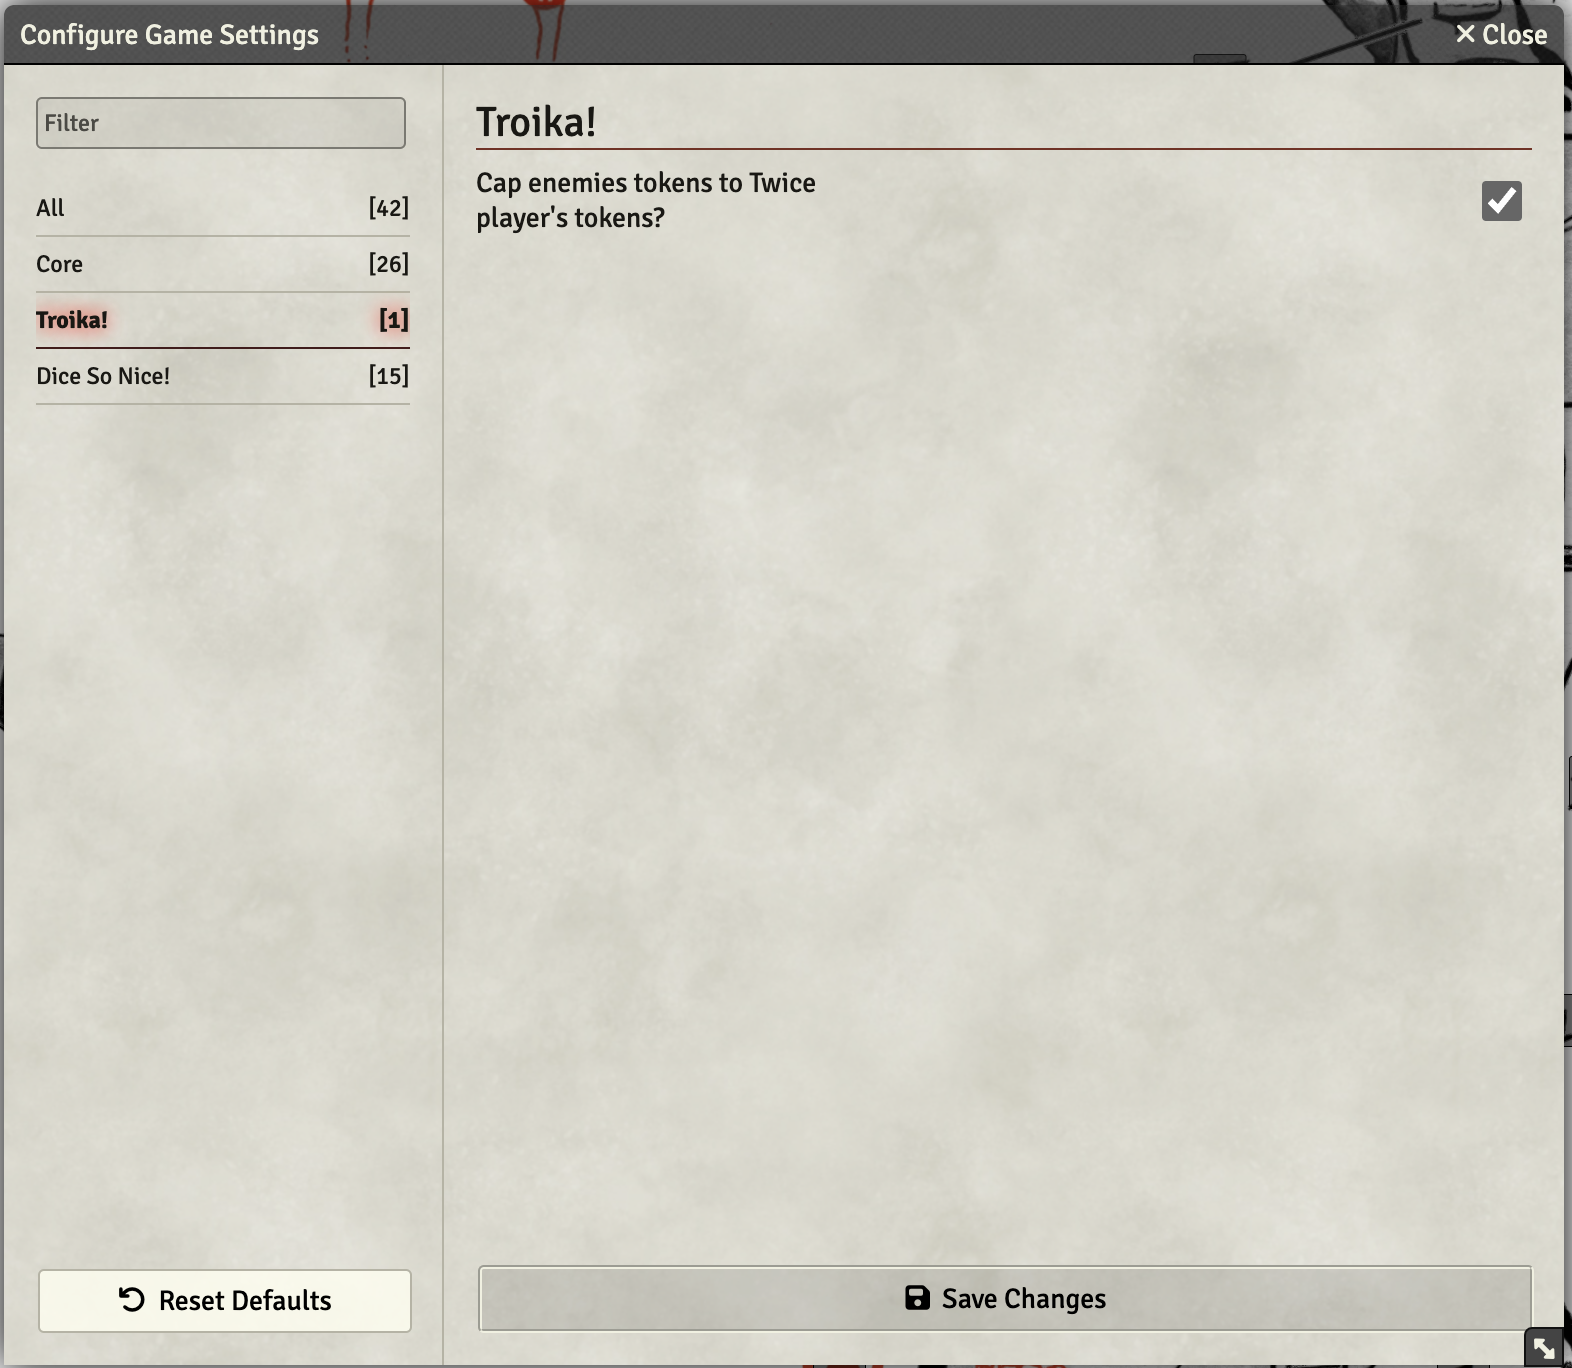 Configure Game Settings
Close
Filter
All [42]
Core [26]
Troika! [1]
Dice So Nice! [15]
Reset Defaults
Troika!
Cap enemies tokens to Twice
player's tokens?
Save Changes